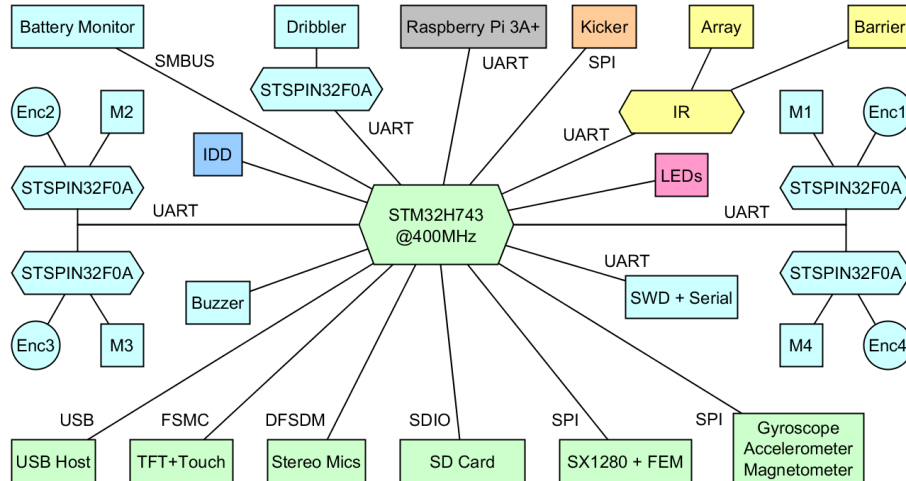 Battery Monitor
Dribbler
Raspberry Pi 3A+
Kicker
Array
Barrier
SMBUS
UART
SPI
STSPIN32F0A
Enc2
M2
IR
M1
Enc1
UART
UART
IDD
LEDs
STSPIN32F0A
STSPIN32F0A
UART
STM32H743
@400MHz
UART
STSPIN32F0A
STSPIN32F0A
UART
Buzzer
SWD + Serial
Enc3
M3
M4
Enc4
USB
FSMC
DFSDM
SDIO
SPI
SPI
USB Host
TFT+Touch
Stereo Mics
SD Card
SX1280 + FEM
Gyroscope
Accelerometer
Magnetometer